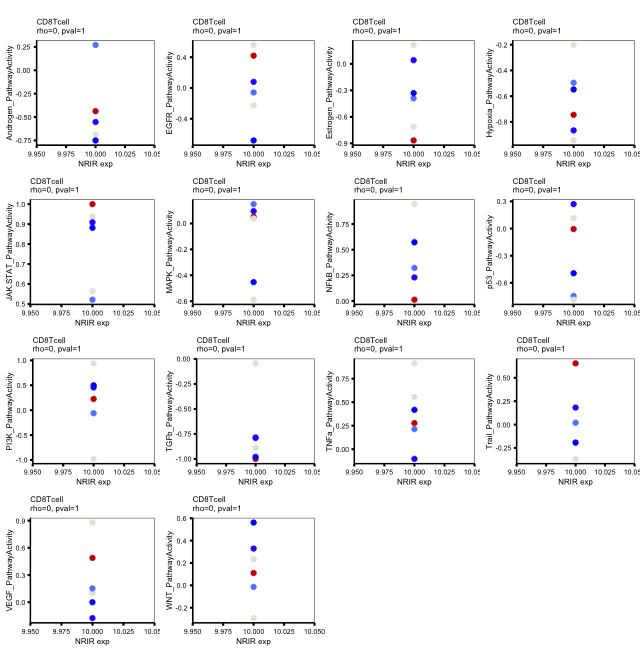 CD8Tcell
rho=0, pval=1
Androgen_PathwayActivity
0.25
0.00
-0.25
-0.50
-0.75
9.950 9.975 10.000 10.025 10.05
NRIR exp
CD8Tcell
rho=0, pval=1
EGFR_PathwayActivity
0.4
0.0
-0.4
9.950 9.975 10.000 10.025 10.05
NRIR exp
CD8Tcell
rho=0, pval=1
Estrogen_PathwayActivity
0.0
-0.3
-0.6
-0.9
9.950 9.975 10.000 10.025 10.05
NRIR exp
CD8Tcell
rho=0, pval=1
Hypoxia_PathwayActivity
-0.2
-0.4
-0.6
-0.8
9.950 9.975 10.000 10.025 10.05
NRIR exp
CD8Tcell
rho=0, pval=1
JAK.STAT_PathwayActivity
1.0
0.9
0.8
0.7
0.6
0.5
9.950 9.975 10.000 10.025 10.05
NRIR exp
CD8Tcell
rho=0, pval=1
MAPK_PathwayActivity
0.0
-0.2
-0.4
-0.6
9.950 9.975 10.000 10.025 10.05
NRIR exp
CD8Tcell
rho=0, pval=1
NFkB_PathwayActivity
0.75
0.50
0.25
0.00
9.950 9.975 10.000 10.025 10.05
NRIR exp
CD8Tcell
rho=0, pval=1
p53_PathwayActivity
0.3
0.0
-0.3
-0.6
9.950 9.975 10.000 10.025 10.05
NRIR exp
CD8Tcell
rho=0, pval=1
PI3K_PathwayActivity
1.0
0.5
0.0
-0.5
-1.0
9.950 9.975 10.000 10.025 10.05
NRIR exp
CD8Tcell
rho=0, pval=1
TGFb_PathwayActivity
0.00
-0.25
-0.50
-0.75
-1.00
9.950 9.975 10.000 10.025 10.05
NRIR exp
CD8Tcell
rho=0, pval=1
TNFa_PathwayActivity
0.75
0.50
0.25
0.00
9.950 9.975 10.000 10.025 10.05
NRIR exp
CD8Tcell
rho=0, pval=1
Trail_PathwayActivity
0.50
0.25
0.00
-0.25
9.950 9.975 10.000 10.025 10.05
NRIR exp
CD8Tcell
rho=0, pval=1
VEGF_PathwayActivity
0.9
0.6
0.3
0.0
9.950 9.975 10.000 10.025 10.05
NRIR exp
CD8Tcell
rho=0, pval=1
WNT_PathwayActivity
0.6
0.4
0.2
0.0
-0.2
9.950 9.975 10.000 10.025 10.050
NRIR exp